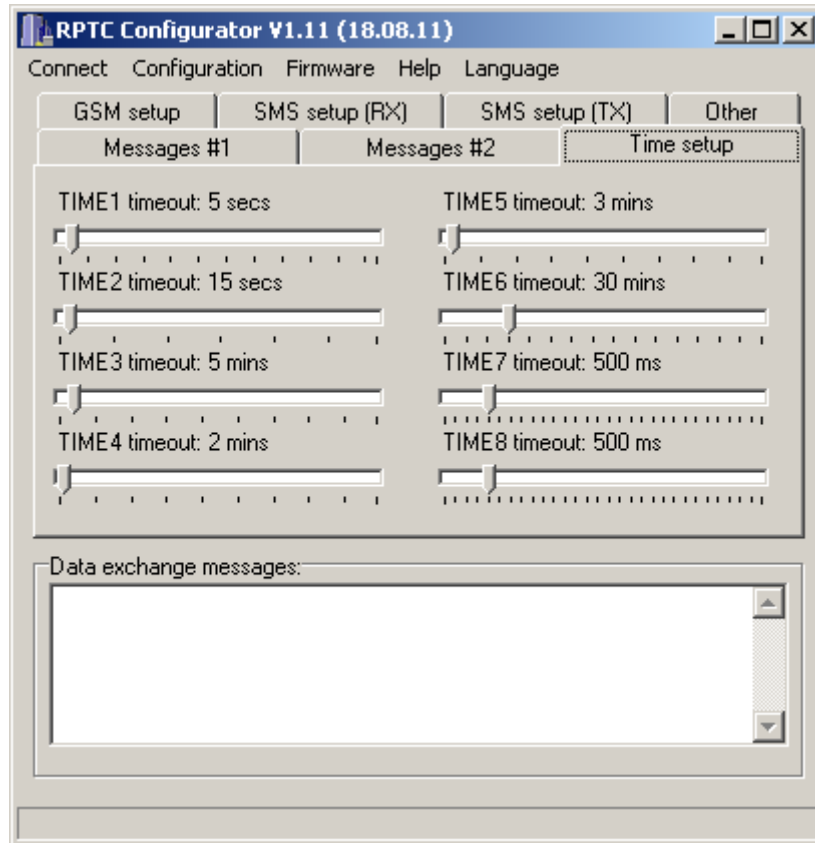 RPTC Configurator V1.11 (18.08.11)
Connect Configuration Firmware Help Language
GSM setup SMS setup (RX) SMS setup (TX) Other
Messages #1 Messages #2 Time setup
TIME1 timeout: 5 secs
TIME2 timeout: 15 secs
TIME3 timeout: 5 mins
TIME4 timeout: 2 mins
TIME5 timeout: 3 mins
TIME6 timeout: 30 mins
TIME7 timeout: 500 ms
TIME8 timeout: 500 ms
Data exchange messages: